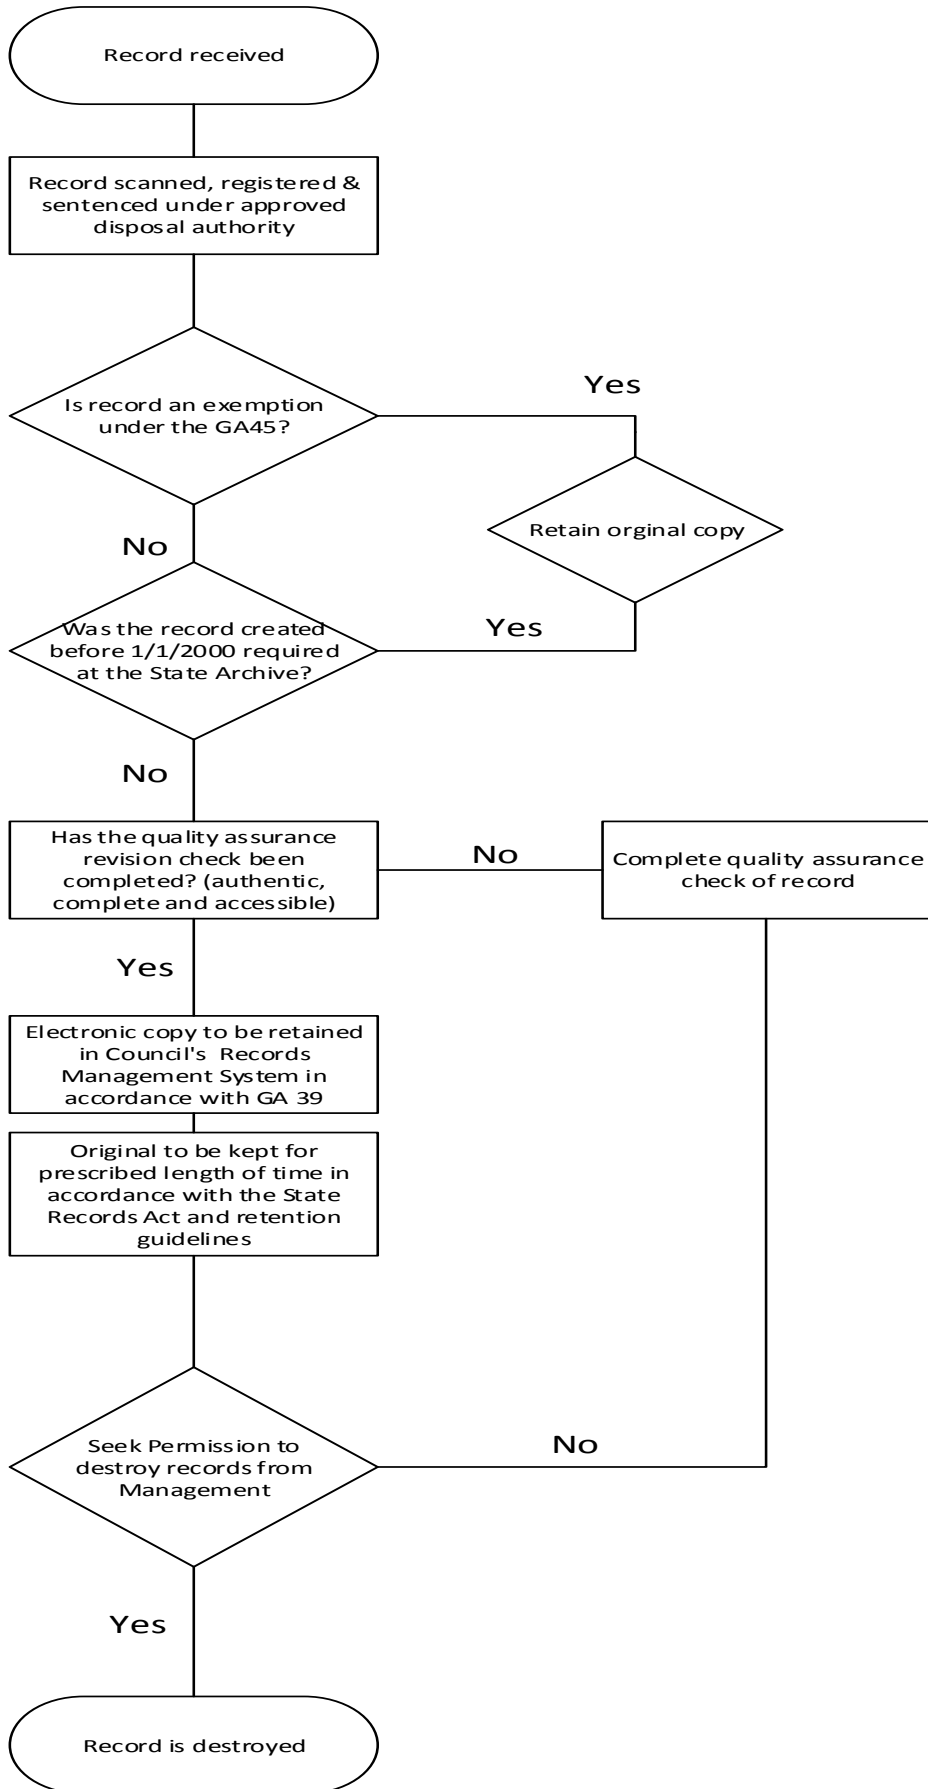 Record received
Record scanned, registered &
sentenced under approved
disposal authority
Is record an exemption
under the GA45?
Yes
Retain orginal copy
No
Was the record created
before 1/1/2000 required
at the State Archive?
Yes
No
Has the quality assurance
revision check been
completed? (authentic,
complete and accessible)
No
Complete quality assurance
check of record
Yes
Electronic copy to be retained
in Council's Records
Management System in
accordance with GA 39
Original to be kept for
prescribed length of time in
accordance with the State
Records Act and retention
guidelines
Seek Permission to
destroy records from
Management
No
Yes
Record is destroyed